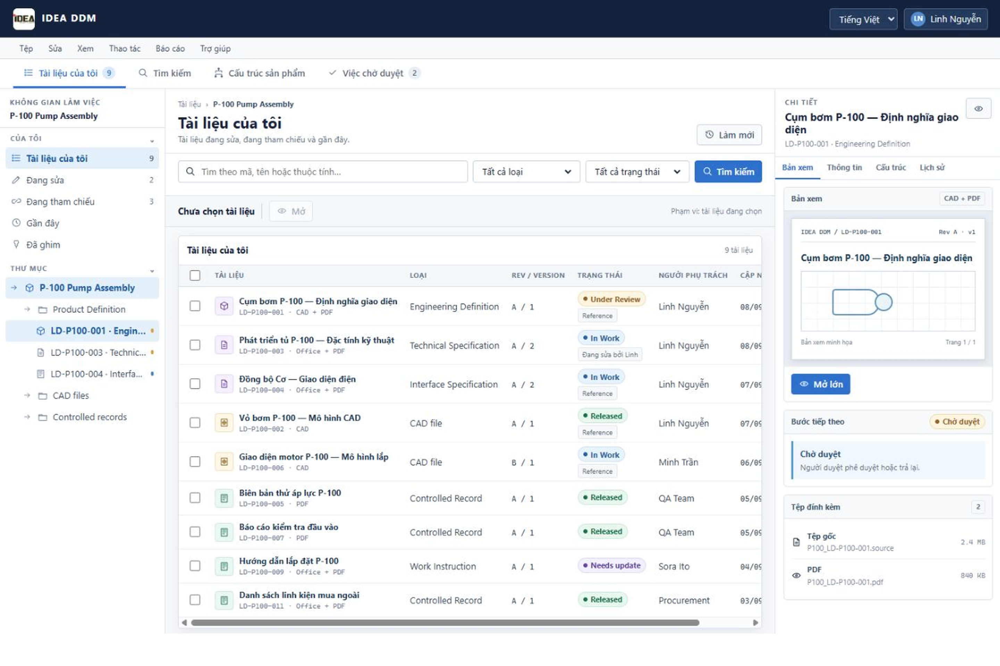 IDEA
IDEA DDM
Tiếng Việt
LN
Linh Nguyễn
Tệp
Sửa
Xem
Thao tác
Báo cáo
Trợ giúp
Tài liệu của tôi 9
Tìm kiếm
Cấu trúc sản phẩm
Việc chờ duyệt 2
KHÔNG GIAN LÀM VIỆC
P-100 Pump Assembly
CỦA TÔI
Tài liệu của tôi 9
Đang sửa 2
Đang tham chiếu 3
Gần đây
Đã ghim
THƯ MỤC
P-100 Pump Assembly
Product Definition
LD-P100-001 · Engin...
LD-P100-003 · Technic...
LD-P100-004 · Interfa...
CAD files
Controlled records
Tài liệu › P-100 Pump Assembly
Tài liệu của tôi
Tài liệu đang sửa, đang tham chiếu và gần đây.
Làm mới
Tìm theo mã, tên hoặc thuộc tính...
Tất cả loại
Tất cả trạng thái
Tìm kiếm
Chưa chọn tài liệu
Mở
Phạm vi: tài liệu đang chọn
Tài liệu của tôi
9 tài liệu
TÀI LIỆU LOẠI REV / VERSION TRẠNG THÁI NGƯỜI PHỤ TRÁCH CẬP N
Cụm bơm P-100 — Định nghĩa giao diện
LD-P100-001 · CAD + PDF
Engineering Definition A / 1
Under Review
Reference
Linh Nguyễn 08/09
Phát triển tủ P-100 — Đặc tính kỹ thuật
LD-P100-003 · Office + PDF
Technical Specification A / 2
In Work
Đang sửa bởi Linh
Linh Nguyễn 08/09
Đồng bộ Cơ — Giao diện điện
LD-P100-004 · Office + PDF
Interface Specification A / 2
In Work
Reference
Linh Nguyễn 07/09
Vỏ bơm P-100 — Mô hình CAD
LD-P100-002 · CAD
CAD file A / 1
Released
Reference
Linh Nguyễn 07/09
Giao diện motor P-100 — Mô hình lắp
LD-P100-006 · CAD
CAD file B / 1
In Work
Reference
Minh Trần 06/09
Biên bản thử áp lực P-100
LD-P100-005 · PDF
Controlled Record A / 1
Released
QA Team 05/09
Báo cáo kiểm tra đầu vào
LD-P100-007 · PDF
Controlled Record A / 1
Released
QA Team 05/09
Hướng dẫn lắp đặt P-100
LD-P100-009 · Office + PDF
Work Instruction A / 1
Needs update
Sora Ito 04/09
Danh sách linh kiện mua ngoài
LD-P100-011 · Office + PDF
Controlled Record A / 1
Released
Procurement 03/09
CHI TIẾT
Cụm bơm P-100 — Định nghĩa giao
diện
LD-P100-001 · Engineering Definition
Bản xem
Thông tin
Cấu trúc
Lịch sử
Bản xem
CAD + PDF
IDEA DDM / LD-P100-001
Rev A · v1
Cụm bơm P-100 — Định nghĩa giao diện
Bản xem minh họa
Trang 1 / 1
Mở lớn
Bước tiếp theo
Chờ duyệt
Chờ duyệt
Người duyệt phê duyệt hoặc trả lại.
Tệp đính kèm 2
Tệp gốc
P100_LD-P100-001.source
2.4 MB
PDF
P100_LD-P100-001.pdf
840 KB